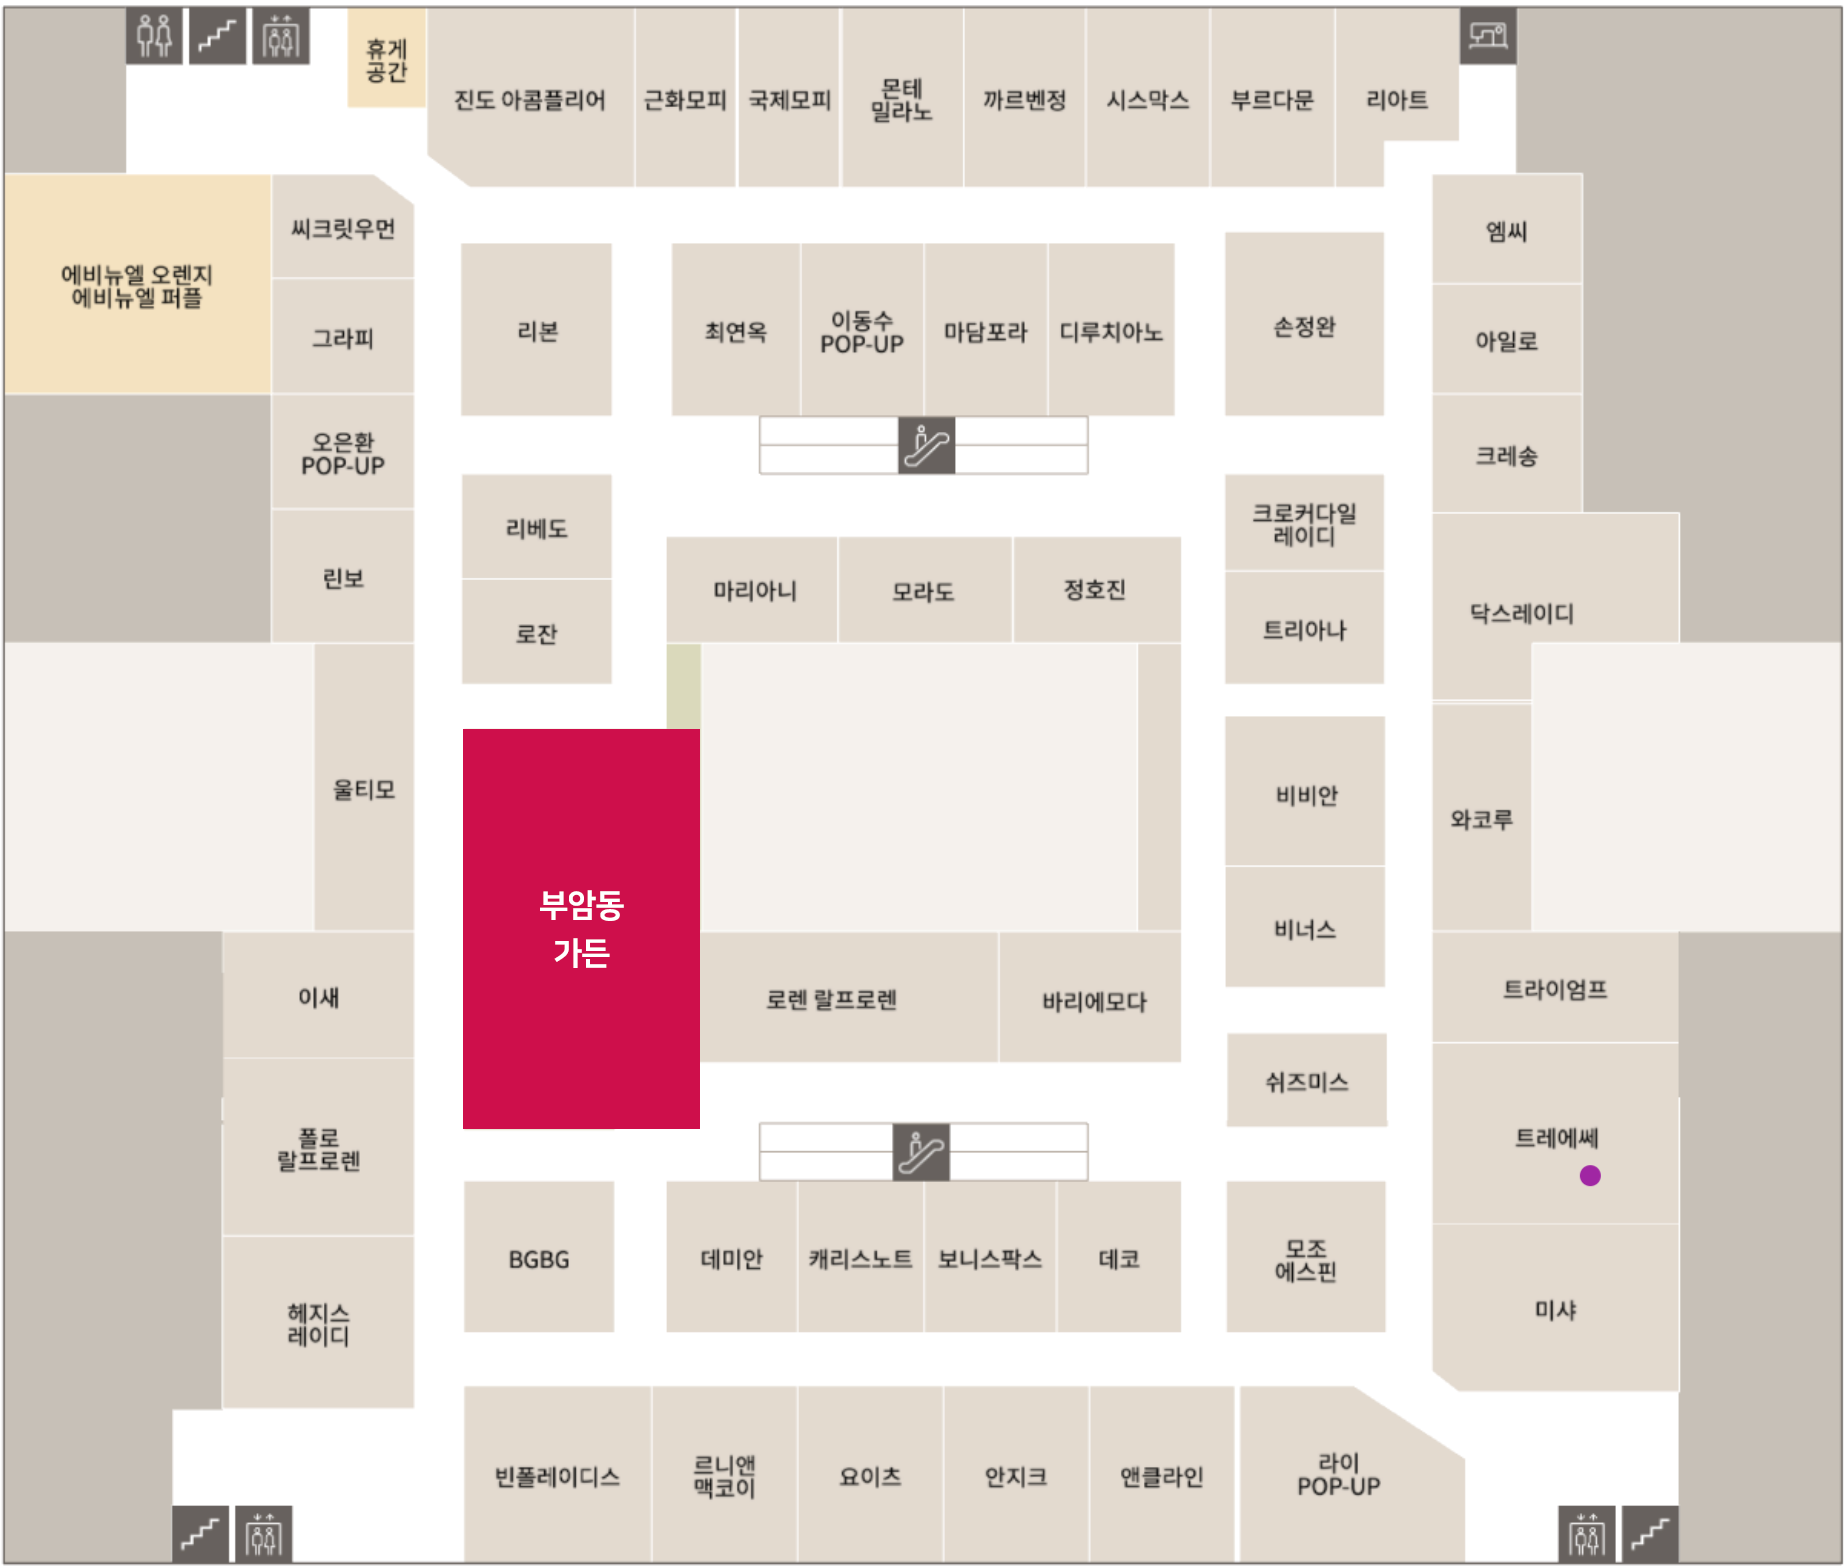 휴게
공간
진도 아콤플리어
근화모피
국제모피
몬테
밀라노
까르벤정
시스막스
부르다문
리아트
에비뉴엘 오렌지
에비뉴엘 퍼플
씨크릿우먼
그라피
오은환
POP-UP
린보
울티모
이새
폴로
랄프로렌
헤지스
레이디
리본
최연옥
이동수
POP-UP
마담포라
디루치아노
손정완
엠씨
아일로
크레송
닥스레이디
리베도
로잔
마리아니
모라도
정호진
크로커다일
레이디
트리아나
부암동
가든
비비안
비너스
와코루
로렌 랄프로렌
바리에모다
쉬즈미스
트라이엄프
트레에쎄
미샤
BGBG
데미안
캐리스노트
보니스팍스
데코
모조
에스핀
빈폴레이디스
르니앤
맥코이
요이츠
안지크
앤클라인
라이
POP-UP